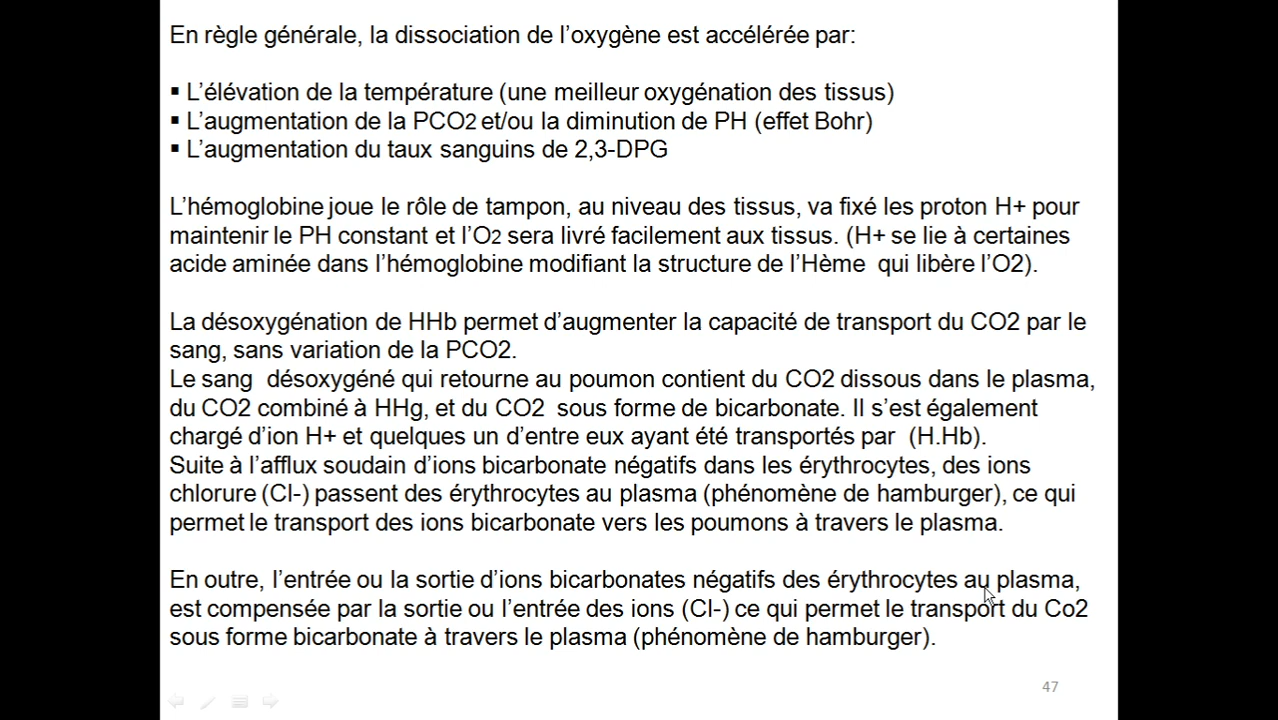 En règle générale, la dissociation de l'oxygène est accélérée par:
▪ L'élévation de la température (une meilleur oxygénation des tissus)
▪ L'augmentation de la PCO2 et/ou la diminution de PH (effet Bohr)
▪ L'augmentation du taux sanguins de 2,3-DPG
L'hémoglobine joue le rôle de tampon, au niveau des tissus, va fixé les proton H+ pour
maintenir le PH constant et l'O2 sera livré facilement aux tissus. (H+ se lie à certaines
acide aminée dans l'hémoglobine modifiant la structure de l'Hème qui libère l'O2).
La désoxygénation de HHb permet d'augmenter la capacité de transport du CO2 par le
sang, sans variation de la PCO2.
Le sang désoxygéné qui retourne au poumon contient du CO2 dissous dans le plasma,
du CO2 combiné à HHg, et du CO2 sous forme de bicarbonate. Il s'est également
chargé d'ion H+ et quelques un d'entre eux ayant été transportés par (H.Hb).
Suite à l'afflux soudain d'ions bicarbonate négatifs dans les érythrocytes, des ions
chlorure (Cl-) passent des érythrocytes au plasma (phénomène de hamburger), ce qui
permet le transport des ions bicarbonate vers les poumons à travers le plasma.
En outre, l'entrée ou la sortie d'ions bicarbonates négatifs des érythrocytes au plasma,
est compensée par la sortie ou l'entrée des ions (Cl-) ce qui permet le transport du Co2
sous forme bicarbonate à travers le plasma (phénomène de hamburger).
47